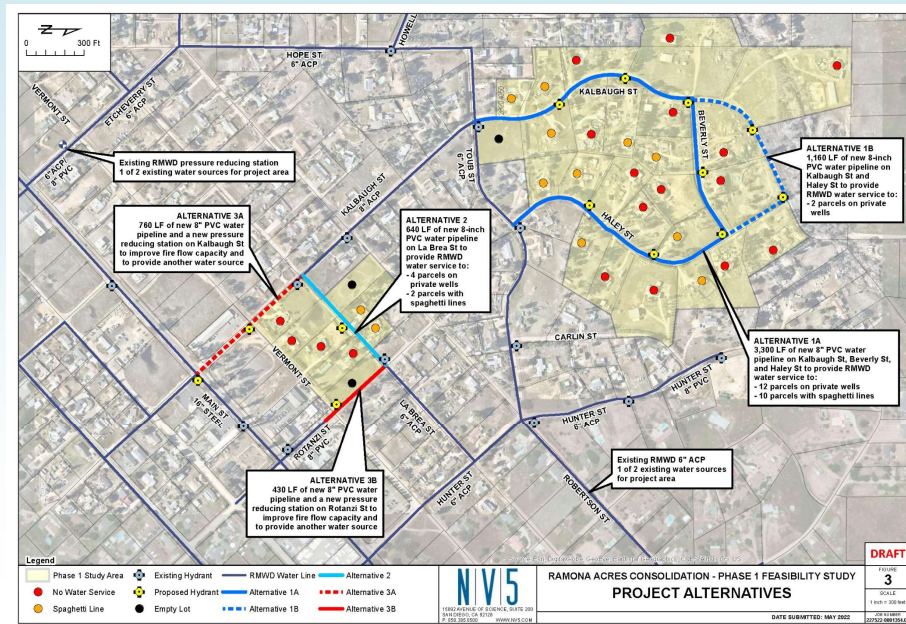 0 300 Ft
HOWELL
HOPE ST
6" ACP
VERMONT ST
ETCHEVERRY ST
6" ACP
6" ACP/
8" PVC
Existing RMWD pressure reducing station
1 of 2 existing water sources for project area
KALBAUGH ST
BEVERLY ST
TOUB ST
6" ACP
KALBAUGH ST
8" ACP
HALEY ST
ALTERNATIVE 1B
1,160 LF of new 8-inch
PVC water pipeline on
Kalbaugh St and
Haley St to provide
RMWD water service to:
- 2 parcels on private
wells
ALTERNATIVE 3A
760 LF of new 8" PVC water
pipeline and a new pressure
reducing station on Kalbaugh St
to improve fire flow capacity and
to provide another water source
ALTERNATIVE 2
640 LF of new 8-inch
PVC water pipeline
on La Brea St to
provide RMWD
water service to:
- 4 parcels on
private wells
- 2 parcels with
spaghetti lines
CARLIN ST
VERMONT ST
ALTERNATIVE 1A
3,300 LF of new 8" PVC water
pipeline on Kalbaugh St, Beverly St,
and Haley St to provide RMWD
water service to:
- 12 parcels on private wells
- 10 parcels with spaghetti lines
HUNTER ST
8" PVC
MAIN ST
16" STEEL
LA BREA ST
6" ACP
HUNTER ST
6" ACP
ROTANZI ST
8" PVC
ALTERNATIVE 3B
430 LF of new 8" PVC water
pipeline and a new pressure
reducing station on Rotanzi St to
improve fire flow capacity and
to provide another water source
HUNTER ST
6" ACP
ROBERTSON ST
Existing RMWD 6" ACP
1 of 2 existing water sources
for project area
Legend
Phase 1 Study Area
Existing Hydrant
RMWD Water Line
Alternative 2
No Water Service
Proposed Hydrant
Alternative 1A
Alternative 3A
Spaghetti Line
Empty Lot
Alternative 1B
Alternative 3B
NV5
15092 AVENUE OF SCIENCE, SUITE 200
SAN DIEGO, CA 92128
WWW.NV5.COM
RAMONA ACRES CONSOLIDATION - PHASE 1 FEASIBILITY STUDY
PROJECT ALTERNATIVES
DATE SUBMITTED: MAY 2022
DRAFT
FIGURE
3
SCALE
1 inch = 300 feet
JOB NUMBER